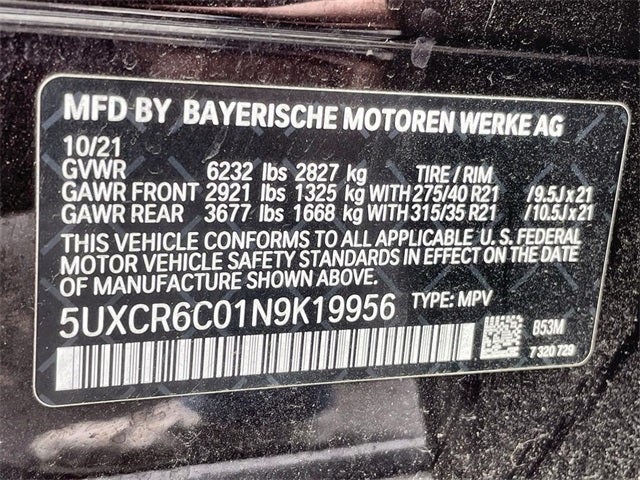 MFD BY BAYERISCHE MOTOREN WERKE AG
10/21
GVWR 6232 lbs 2827 kg TIRE / RIM
GAWR FRONT 2921 lbs 1325 kg WITH 275/40 R21 /9.5J x 21
GAWR REAR 3677 lbs 1668 kg WITH 315/35 R21 /10.5J x 21
THIS VEHICLE CONFORMS TO ALL APPLICABLE U. S. FEDERAL
MOTOR VEHICLE SAFETY STANDARDS IN EFFECT ON THE DATE
OF MANUFACTURE SHOWN ABOVE.
5UXCR6C01N9K19956 TYPE: MPV
B53M
7 320 729